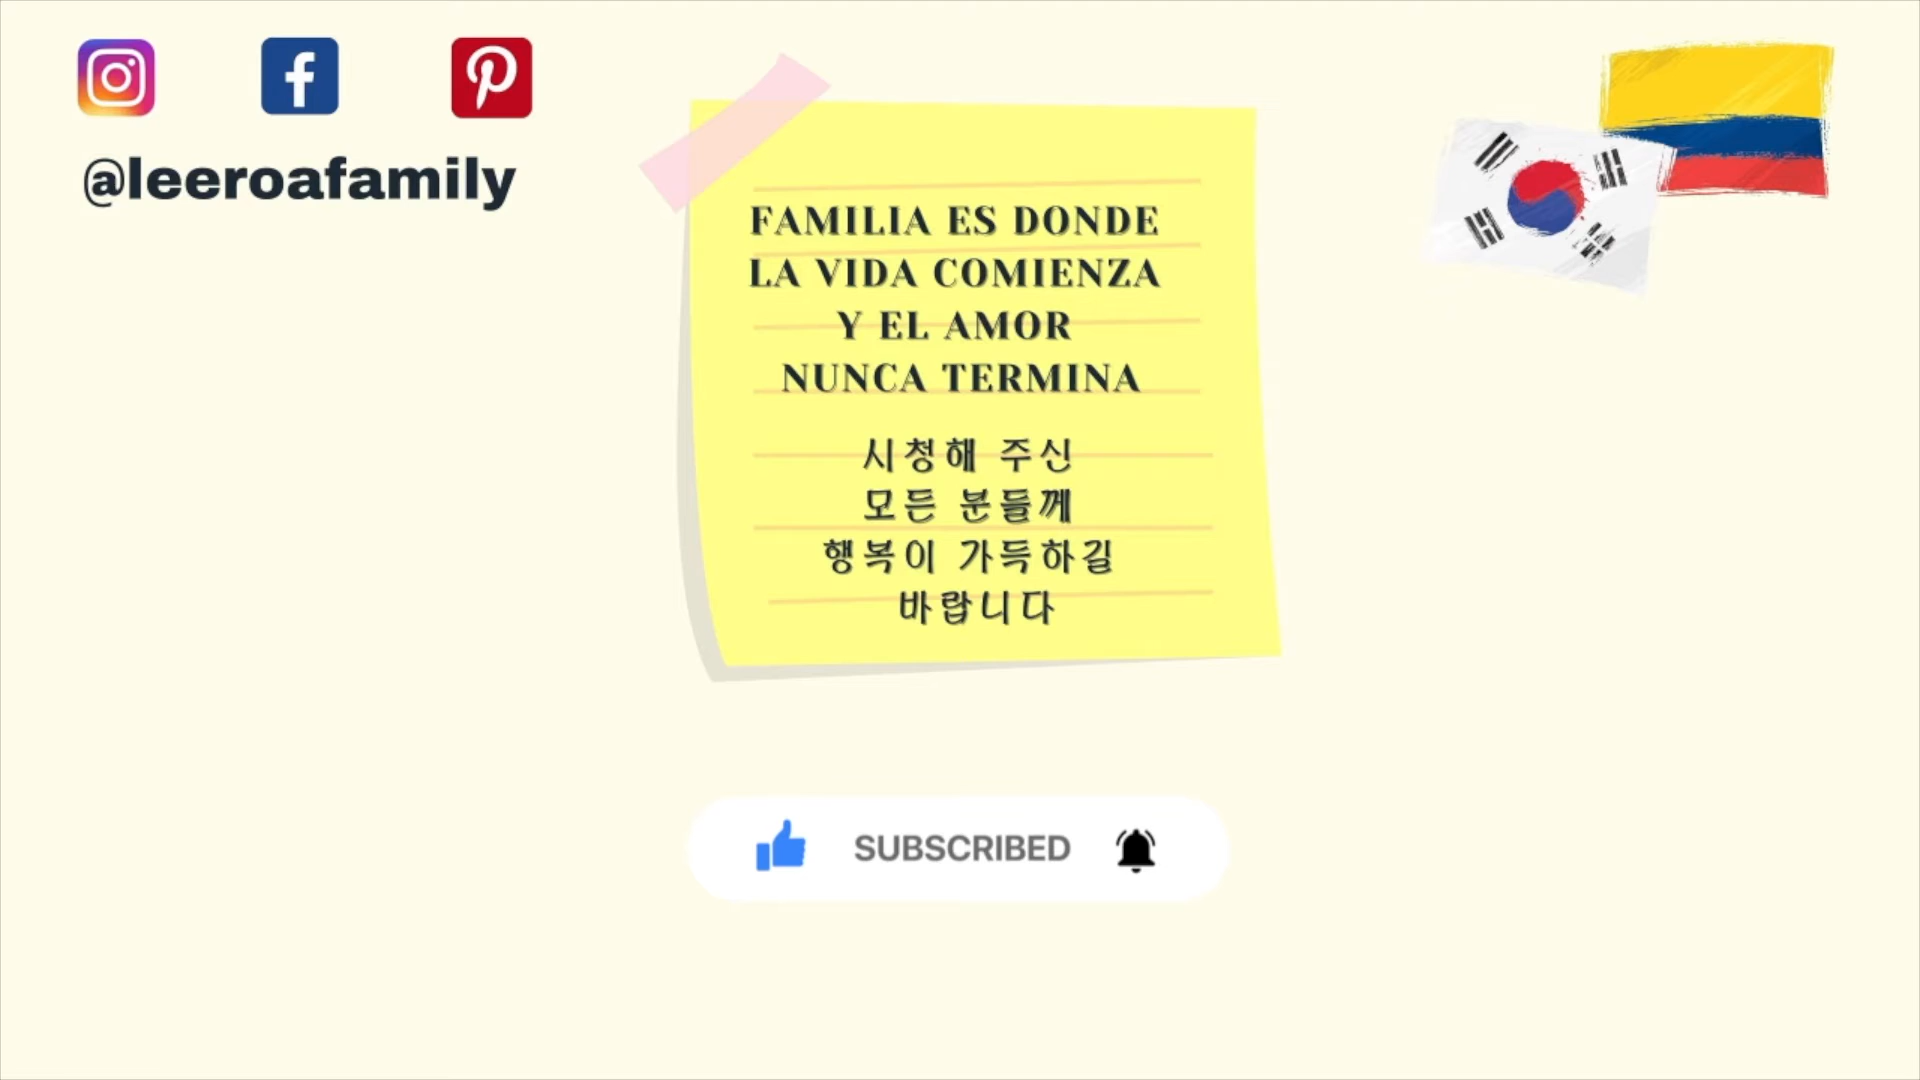 @leeroafamily
FAMILIA ES DONDE
LA VIDA COMIENZA
Y EL AMOR
NUNCA TERMINA
시청해 주신
모든 분들께
행복이 가득하길
바랍니다
SUBSCRIBED